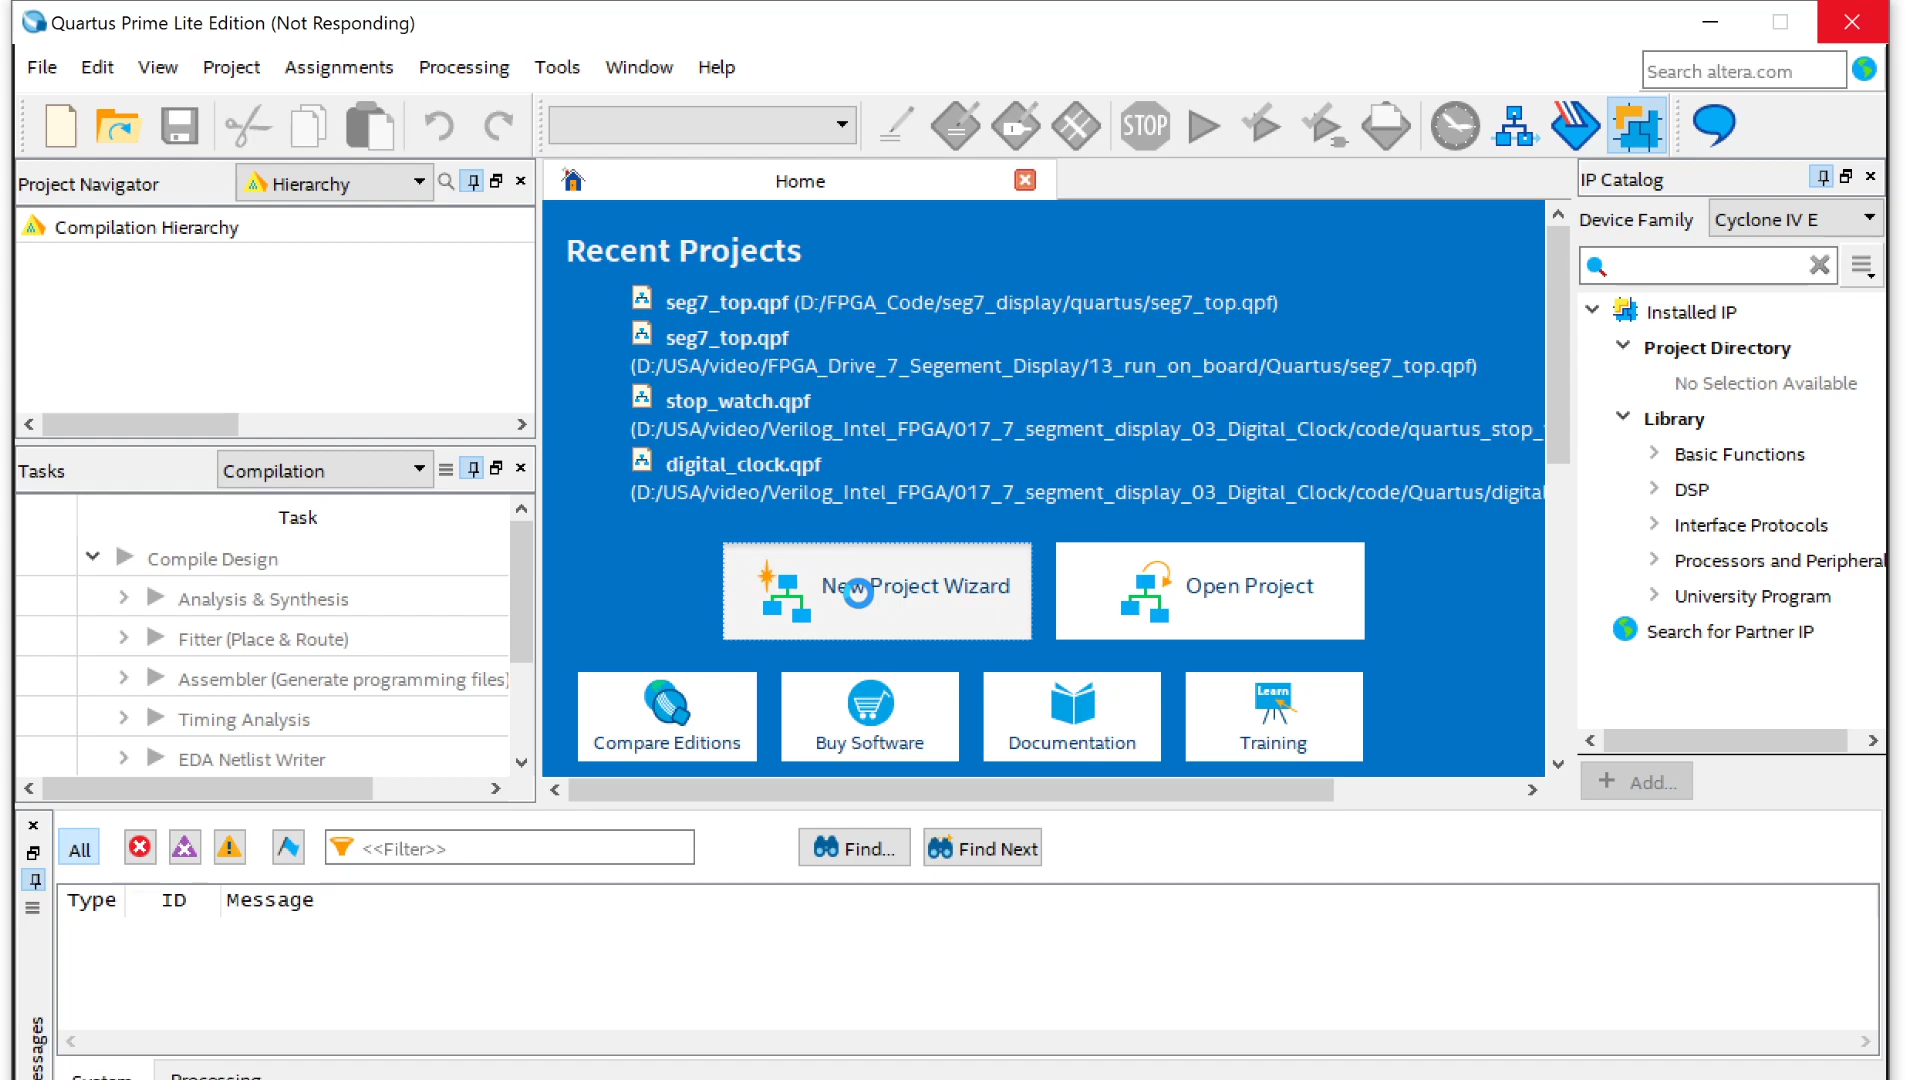 Quartus Prime Lite Edition (Not Responding)
File Edit View Project Assignments Processing Tools Window Help
Search altera.com
STOP
Project Navigator
Hierarchy
Compilation Hierarchy
Home
Recent Projects
seg7_top.qpf (D:/FPGA_Code/seg7_display/quartus/seg7_top.qpf)
seg7_top.qpf
(D:/USA/video/FPGA_Drive_7_Segement_Display/13_run_on_board/Quartus/seg7_top.qpf)
stop_watch.qpf
(D:/USA/video/Verilog_Intel_FPGA/017_7_segment_display_03_Digital_Clock/code/quartus_stop_
digital_clock.qpf
(D:/USA/video/Verilog_Intel_FPGA/017_7_segment_display_03_Digital_Clock/code/Quartus/digital
New Project Wizard
Open Project
Compare Editions
Buy Software
Documentation
Learn
Training
IP Catalog
Device Family
Cyclone IV E
Installed IP
Project Directory
No Selection Available
Library
Basic Functions
DSP
Interface Protocols
Processors and Peripheral
University Program
Search for Partner IP
+ Add...
Tasks
Compilation
Task
Compile Design
Analysis & Synthesis
Fitter (Place & Route)
Assembler (Generate programming files)
Timing Analysis
EDA Netlist Writer
All
<<Filter>>
Find...
Find Next
Type ID Message
essages
System
Processing